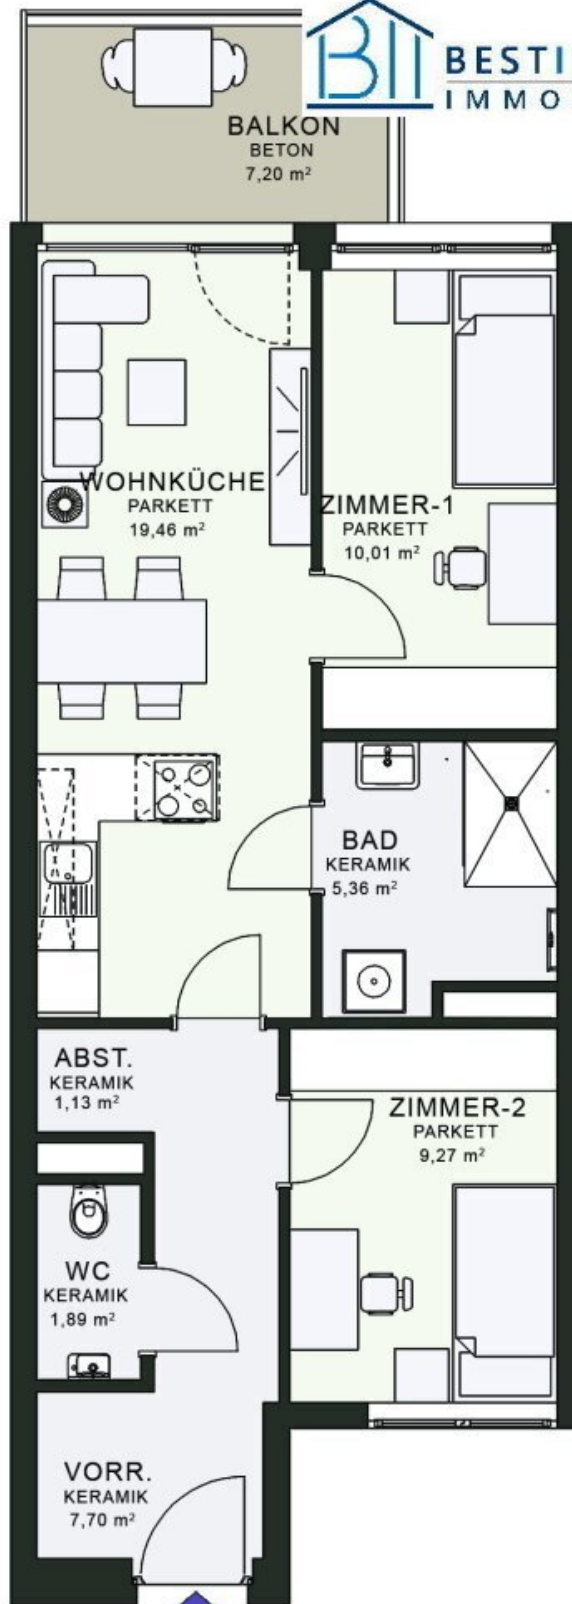 BESTI
IMMO
BALKON
BETON
7,20 m²
WOHNKÜCHE
PARKETT
19,46 m²
ZIMMER-1
PARKETT
10,01 m²
BAD
KERAMIK
5,36 m²
ABST.
KERAMIK
1,13 m²
ZIMMER-2
PARKETT
9,27 m²
WC
KERAMIK
1,89 m²
VORR.
KERAMIK
7,70 m²